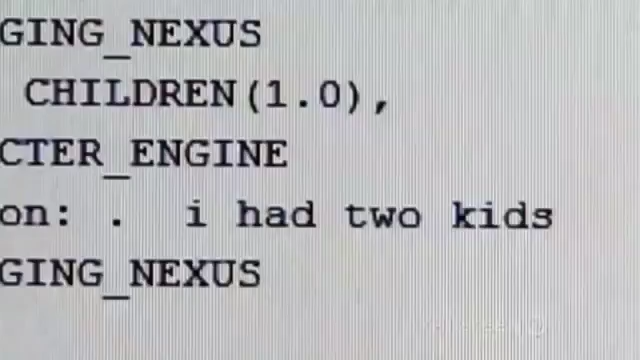 GING_NEXUS
CHILDREN(1.0),
CTER_ENGINE
on: . i had two kids
GING_NEXUS